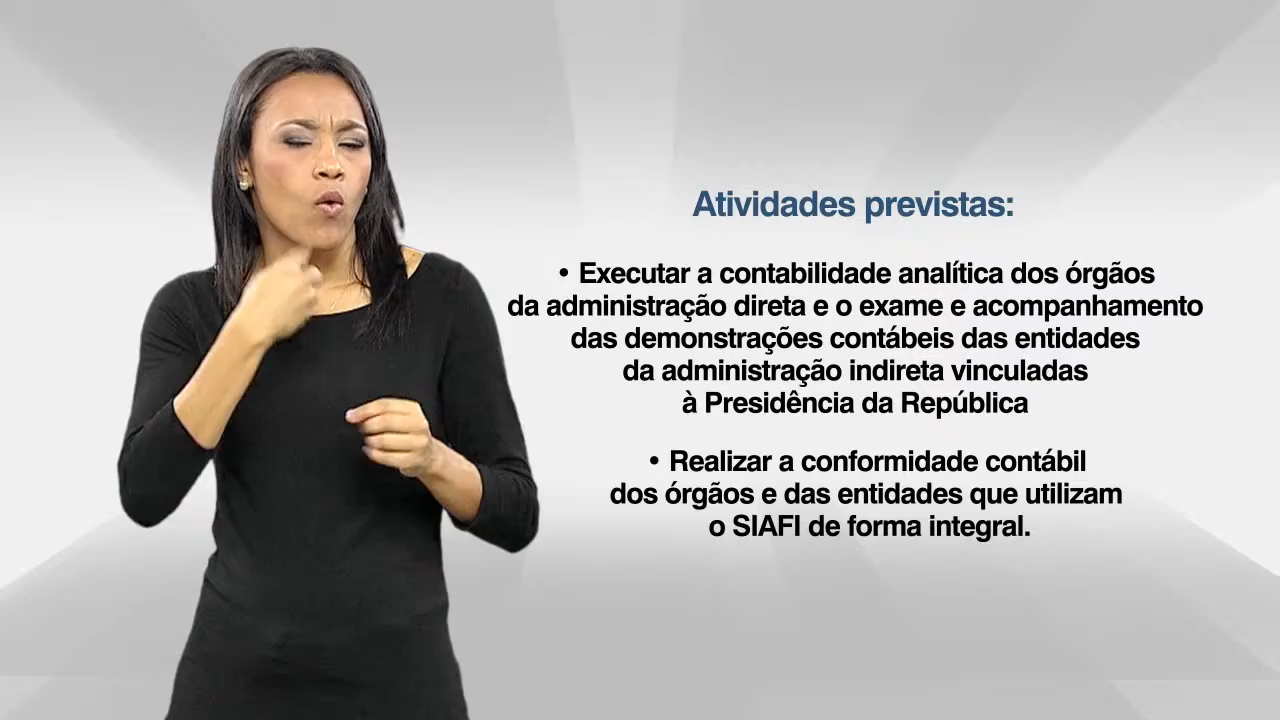 Atividades previstas:
• Executar a contabilidade analítica dos órgãos
da administração direta e o exame e acompanhamento
das demonstrações contábeis das entidades
da administração indireta vinculadas
à Presidência da República
• Realizar a conformidade contábil
dos órgãos e das entidades que utilizam
o SIAFI de forma integral.